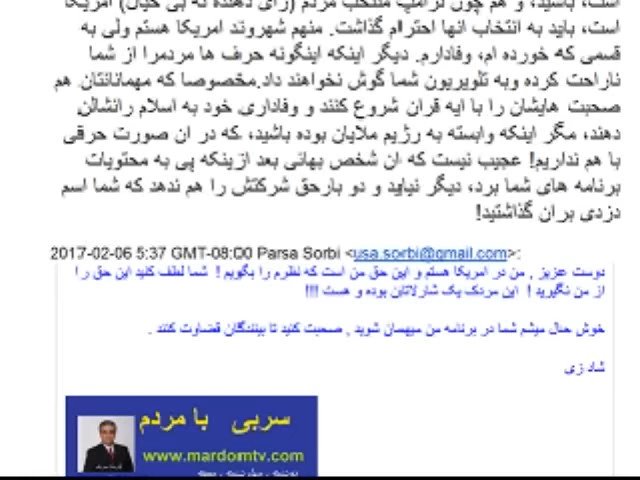 است، باشید، و هم چون ترامپ منتخب مردم (رای دهنده نه بی خیال) امریکا
است، باید به انتخاب انها احترام گذاشت. منهم شهروند امریکا هستم ولی به
قسمی که خورده ام، وفادارم. دیگر اینکه اینگونه حرف ها مردمرا از شما
ناراحت کرده وبه تلویریون شما گوش نخواهند داد.مخصوصا که مهمانانتان هم
صحبت هایشان را با ایه قران شروع کنند و وفاداری خود به اسلام رانشان
دهند، مگر اینکه وابسته به رژیم ملایان بوده باشید، که در ان صورت حرفی
با هم نداریم! عجیب نیست که ان شخص بهائی بعد ازینکه پی به محتویات
برنامه های شما برد، دیگر نیاید و دو بارحق شرکتش را هم ندهد که شما اسم
دزدی بران گذاشتید!
2017-02-06 5:37 GMT-08:00 Parsa Sorbi <usa.sorbi@gmail.com>:
دوست عزیز , من در امریکا هستم و این حق من است که نظرم را بگویم ! شما لطف کنید این حق را
از من نگیرید ! این مردک یک شارلاتان بوده و هست !!!
خوش حال میشم شما در برنامه من میهمان شوید , صحبت کنید تا بینندگان قضاوت کنند .
شاد زی
سربی با مردم
www.mardomtv.com